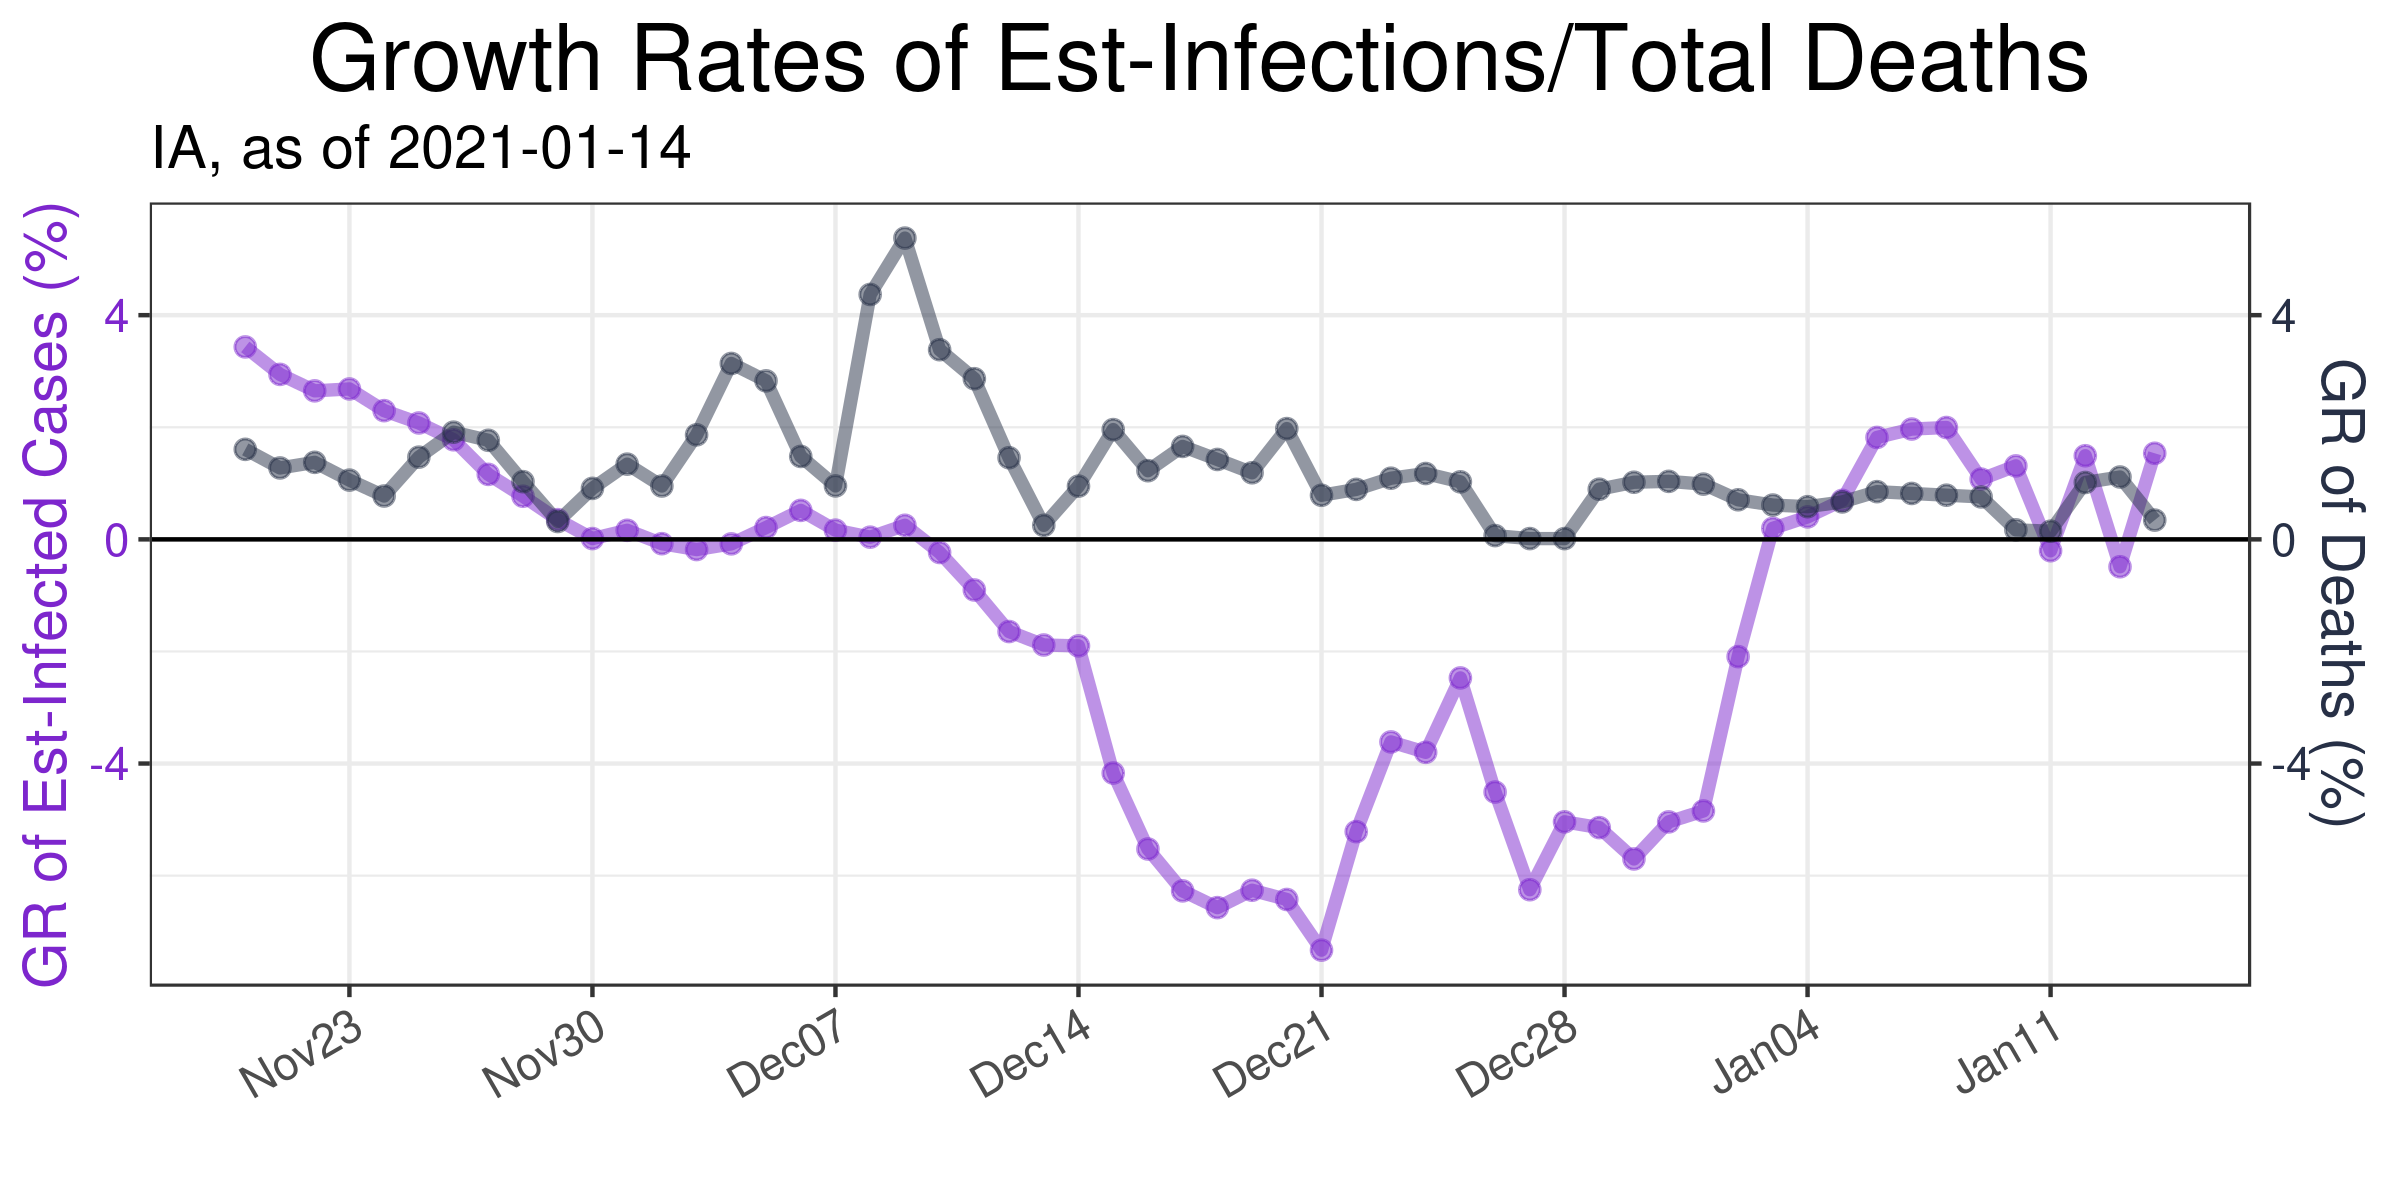 Growth Rates of Est-Infections/Total Deaths
IA, as of 2021-01-14
GR of Est-Infected Cases (%)
4
0
-4
4
0
-4
GR of Deaths (%)
Nov23
Nov30
Dec07
Dec14
Dec21
Dec28
Jan04
Jan11